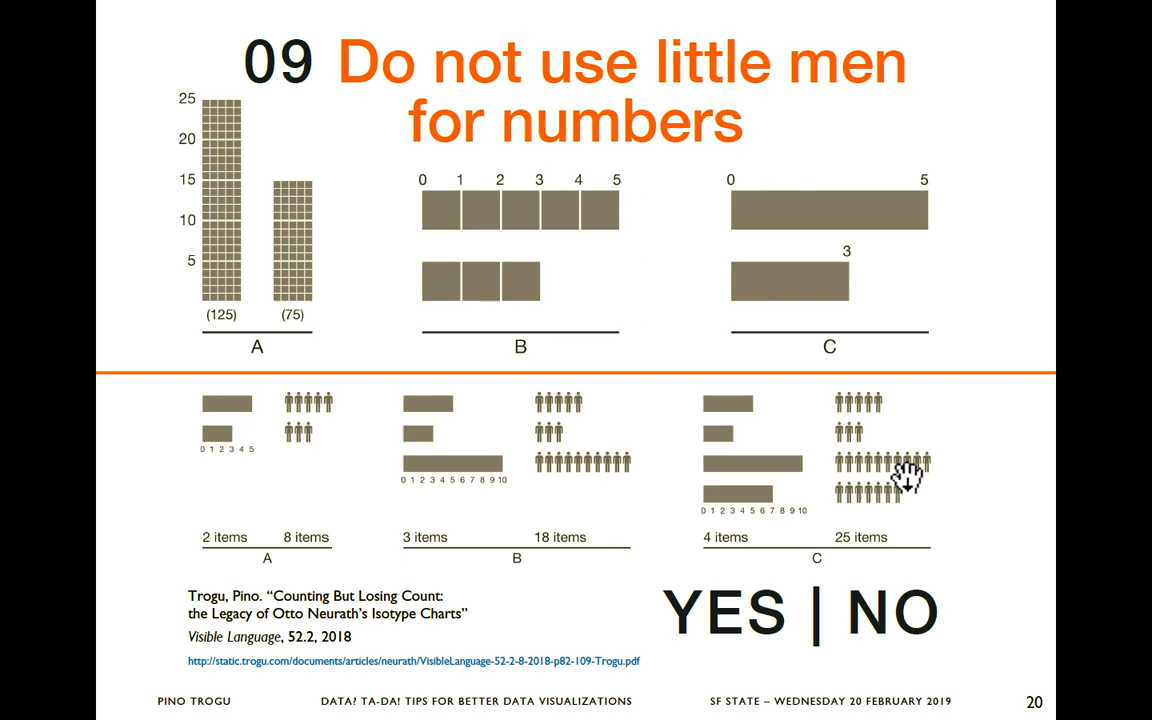 09 Do not use little men
for numbers
25
20
15
10
5
(125) (75)
A
0 1 2 3 4 5
B
0 5
3
C
0 1 2 3 4 5
2 items 8 items
A
0 1 2 3 4 5 6 7 8 9 10
3 items 18 items
B
0 1 2 3 4 5 6 7 8 9 10
4 items 25 items
C
Trogu, Pino. “Counting But Losing Count:
the Legacy of Otto Neurath’s Isotype Charts”
Visible Language, 52.2, 2018
http://static.trogu.com/documents/articles/neurath/VisibleLanguage-52-2-8-2018-p82-109-Trogu.pdf
YES | NO
PINO TROGU DATA? TA-DA! TIPS FOR BETTER DATA VISUALIZATIONS SF STATE – WEDNESDAY 20 FEBRUARY 2019 20